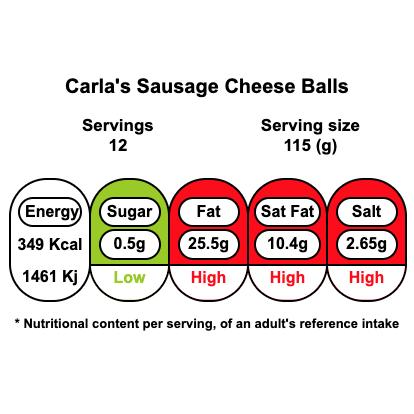 Carla's Sausage Cheese Balls
Servings Serving size
12 115 (g)
Energy Sugar Fat Sat Fat Salt
349 Kcal 0.5g 25.5g 10.4g 2.65g
1461 Kj Low High High High
* Nutritional content per serving, of an adult's reference intake